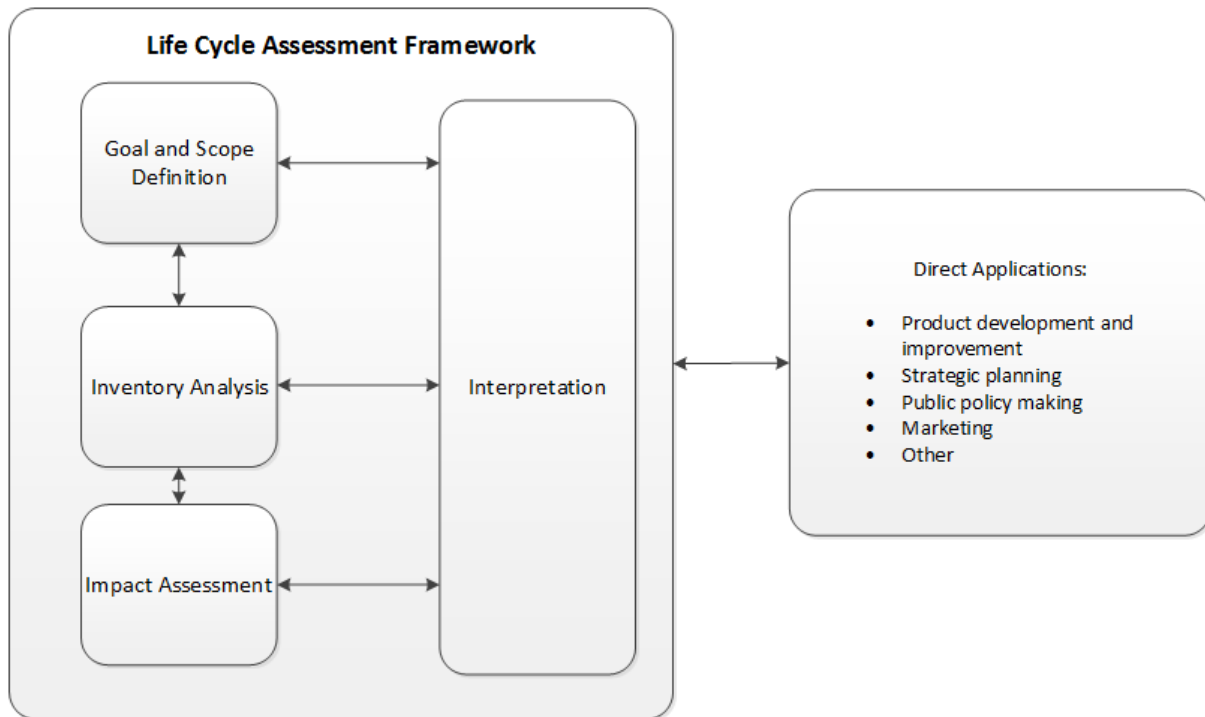 Life Cycle Assessment Framework
Goal and Scope
Definition
Inventory Analysis
Impact Assessment
Interpretation
Direct Applications:
• Product development and
improvement
• Strategic planning
• Public policy making
• Marketing
• Other